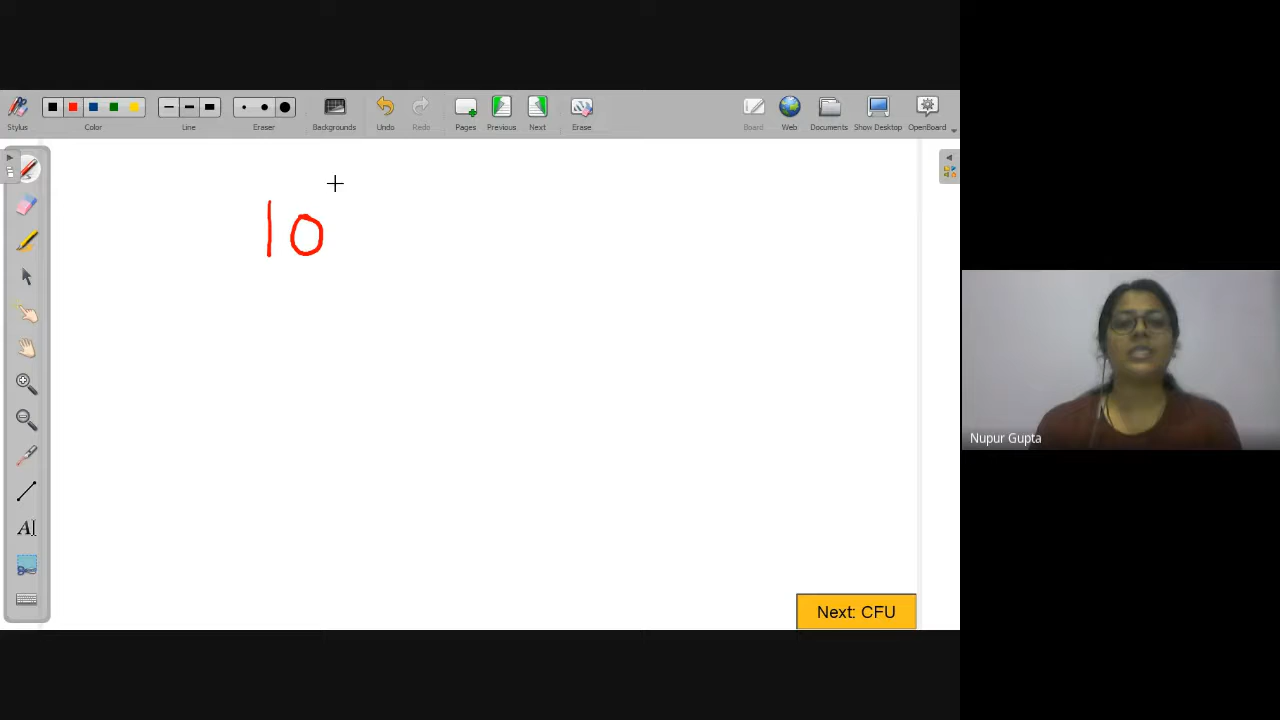 Stylus Color Line Eraser Backgrounds Undo Redo Pages Previous Next Erase Board Web Documents Show Desktop OpenBoard
10
Nupur Gupta
Next: CFU